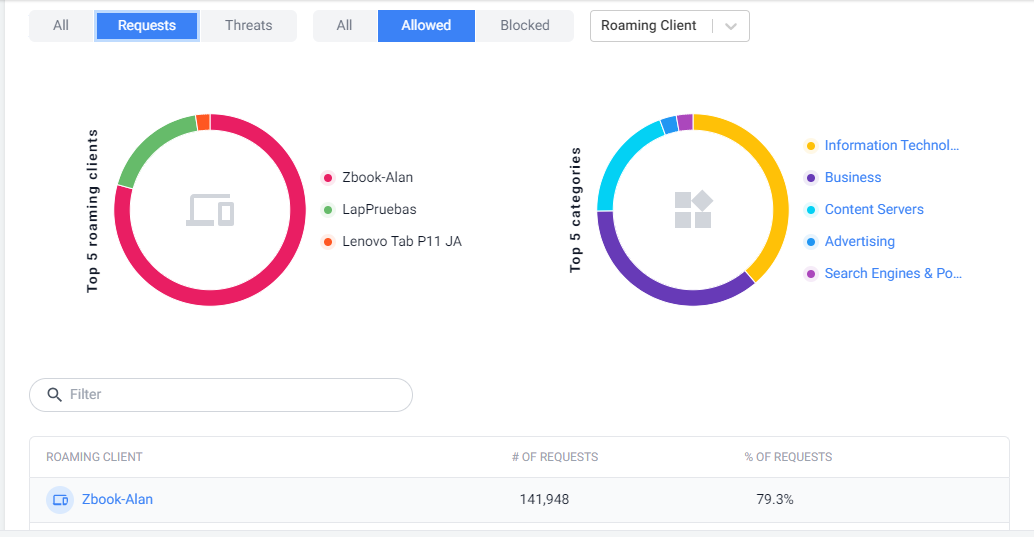 All Requests Threats All Allowed Blocked Roaming Client
Top 5 roaming clients
Zbook-Alan
LapPruebas
Lenovo Tab P11 JA
Top 5 categories
Information Technol...
Business
Content Servers
Advertising
Search Engines & Po...
Filter
ROAMING CLIENT # OF REQUESTS % OF REQUESTS
Zbook-Alan 141,948 79.3%